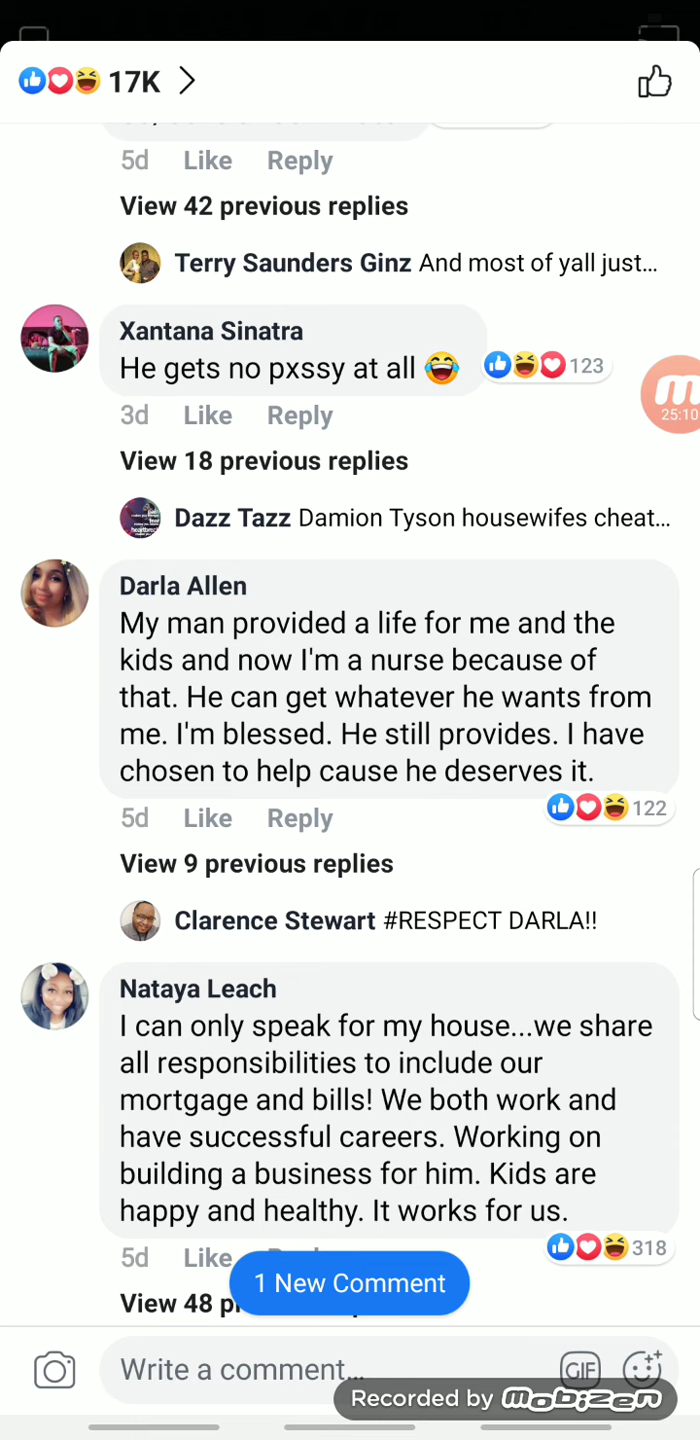 17K
5d Like Reply
View 42 previous replies
Terry Saunders Ginz And most of yall just...
Xantana Sinatra
He gets no pxssy at all 😂
123
25:10
3d Like Reply
View 18 previous replies
Dazz Tazz Damion Tyson housewifes cheat...
Darla Allen
My man provided a life for me and the
kids and now I'm a nurse because of
that. He can get whatever he wants from
me. I'm blessed. He still provides. I have
chosen to help cause he deserves it.
122
5d Like Reply
View 9 previous replies
Clarence Stewart #RESPECT DARLA!!
Nataya Leach
I can only speak for my house...we share
all responsibilities to include our
mortgage and bills! We both work and
have successful careers. Working on
building a business for him. Kids are
happy and healthy. It works for us.
318
5d Like
1 New Comment
View 48
Write a comment...
GIF
Recorded by Mobizen